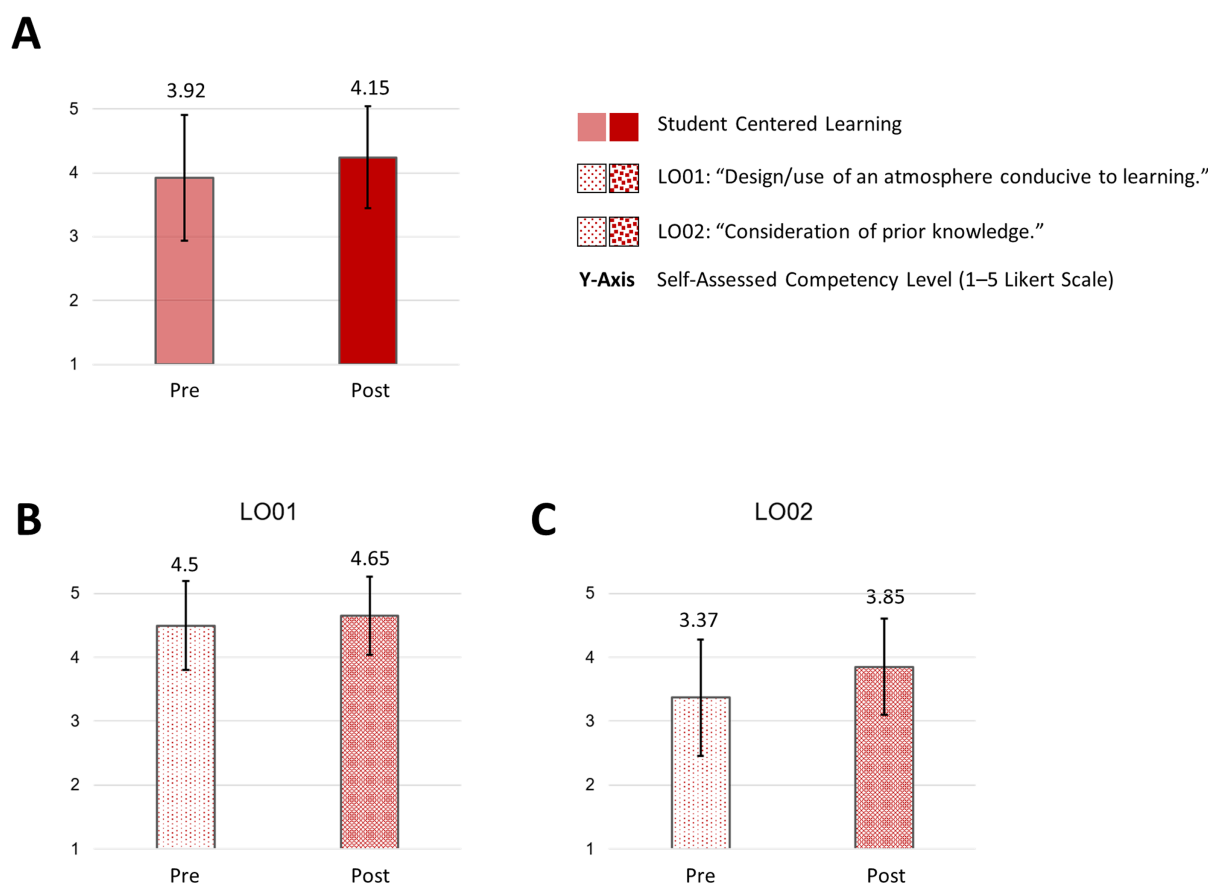 A
3.92
4.15
5
4
3
2
1
Pre
Post
Student Centered Learning
LO01: “Design/use of an atmosphere conducive to learning.”
LO02: “Consideration of prior knowledge.”
Y-Axis Self-Assessed Competency Level (1–5 Likert Scale)
B
LO01
4.5
4.65
5
4
3
2
1
Pre
Post
C
LO02
3.37
3.85
5
4
3
2
1
Pre
Post